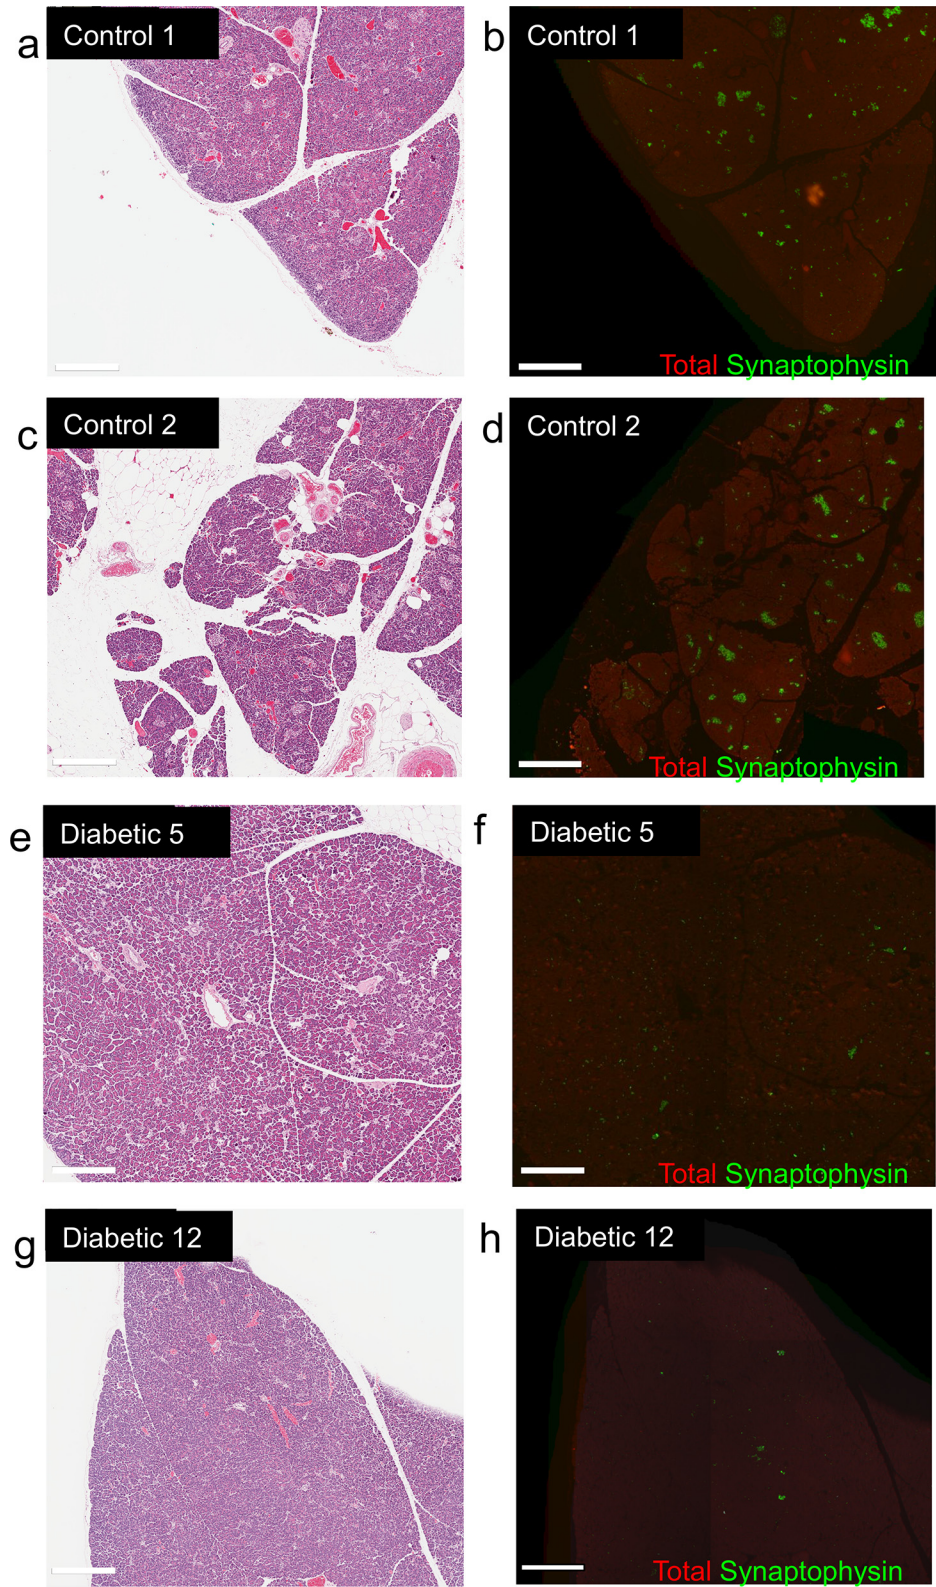 a Control 1
b Control 1
Total Synaptophysin
c Control 2
d Control 2
Total Synaptophysin
e Diabetic 5
f Diabetic 5
Total Synaptophysin
g Diabetic 12
h Diabetic 12
Total Synaptophysin